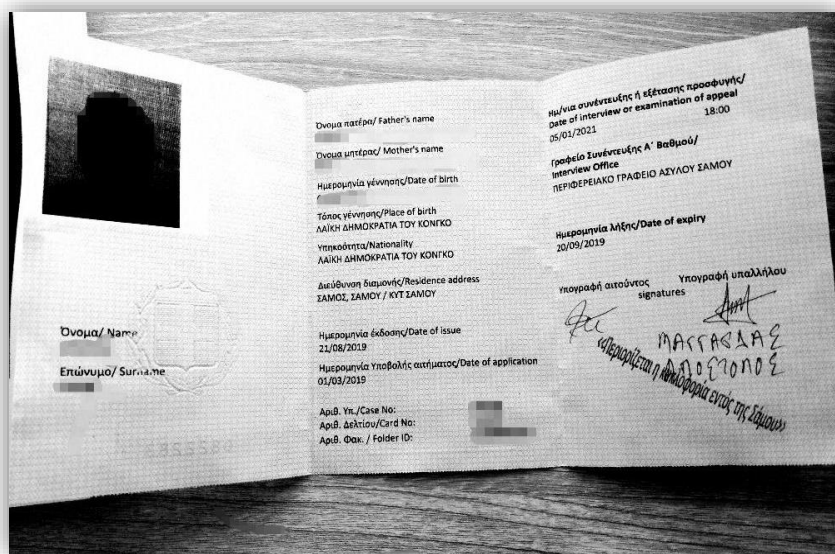 Όνομα/ Name
Επώνυμο/ Surname
Όνομα πατέρα/ Father's name
Όνομα μητέρας/ Mother's name
Ημερομηνία γέννησης/Date of birth
Τόπος γέννησης/Place of birth
ΛΑΪΚΗ ΔΗΜΟΚΡΑΤΙΑ ΤΟΥ ΚΟΝΓΚΟ
Υπηκοότητα/Nationality
ΛΑΪΚΗ ΔΗΜΟΚΡΑΤΙΑ ΤΟΥ ΚΟΝΓΚΟ
Διεύθυνση διαμονής/Residence address
ΣΑΜΟΣ, ΣΑΜΟΥ / ΚΥΤ ΣΑΜΟΥ
Ημερομηνία έκδοσης/Date of issue
21/08/2019
Ημερομηνία Υποβολής αιτήματος/Date of application
01/03/2019
Αριθ. Υπ./Case No:
Αριθ. Δελτίου/Card No:
Αριθ. Φακ. / Folder ID:
Ημ/νια συνέντευξης ή εξέτασης προσφυγής/
Date of interview or examination of appeal
05/01/2021 18:00
Γραφείο Συνέντευξης Α΄ Βαθμού/
Interview Office
ΠΕΡΙΦΕΡΕΙΑΚΟ ΓΡΑΦΕΙΟ ΑΣΥΛΟΥ ΣΑΜΟΥ
Ημερομηνία λήξης/Date of expiry
20/09/2019
Υπογραφή αιτούντος Υπογραφή υπαλλήλου
signatures
«Περιορίζεται η κυκλοφορία εντός της Σάμου»